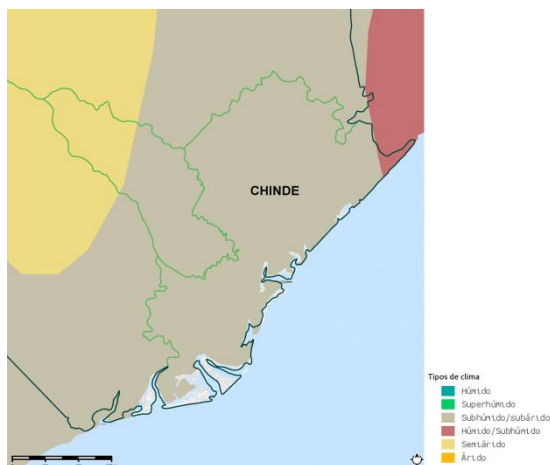 CHINDE
Tipos de clima
Húmido
Superhúmido
Subhúmido/subárido
Húmido/Subhúmido
Semiárido
Árido